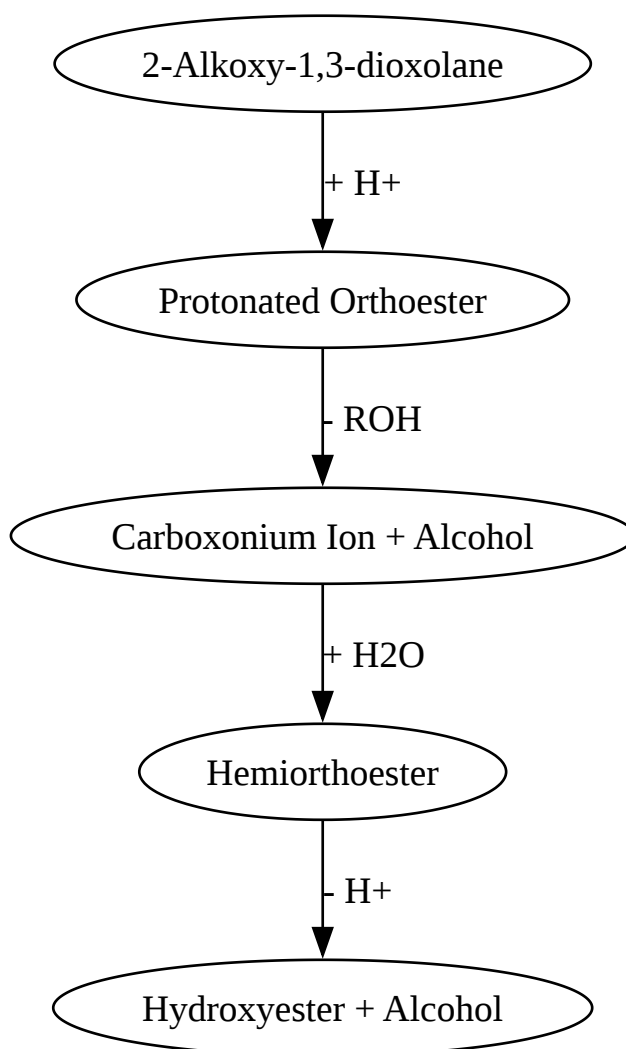 2-Alkoxy-1,3-dioxolane
+ H+
Protonated Orthoester
- ROH
Carboxonium Ion + Alcohol
+ H2O
Hemiorthoester
- H+
Hydroxyester + Alcohol